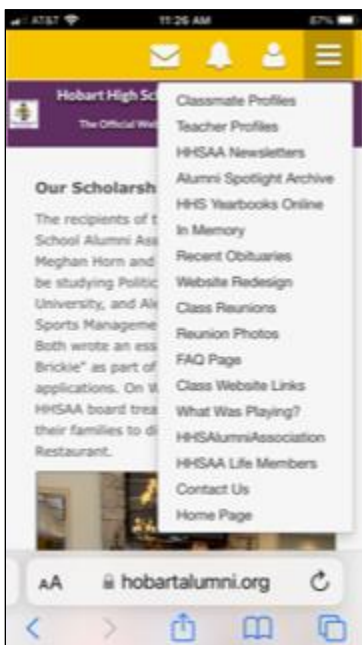 AT&T 11:26 AM 87%
Hobart High Sc
The Official Web
Classmate Profiles
Teacher Profiles
HHSAA Newsletters
Alumni Spotlight Archive
HHS Yearbooks Online
In Memory
Recent Obituaries
Website Redesign
Class Reunions
Reunion Photos
FAQ Page
Class Website Links
What Was Playing?
HHSAlumniAssociation
HHSAA Life Members
Contact Us
Home Page
Our Scholarsh
The recipients of t
School Alumni Ass
Meghan Horn and
be studying Politic
University, and Ale
Sports Manageme
Both wrote an ess
Brickie" as part of
applications. On W
HHSAA board trea
their families to di
Restaurant.
AA hobartalumni.org